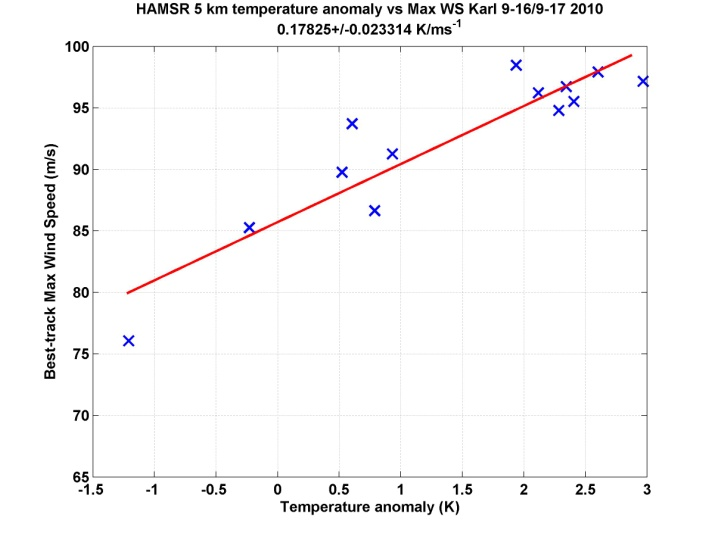 HAMSR 5 km temperature anomaly vs Max WS Karl 9-16/9-17 2010
0.17825+/-0.023314 K/ms-1
100
95
90
85
80
75
70
65
Best-track Max Wind Speed (m/s)
-1.5 -1 -0.5 0 0.5 1 1.5 2 2.5 3
Temperature anomaly (K)